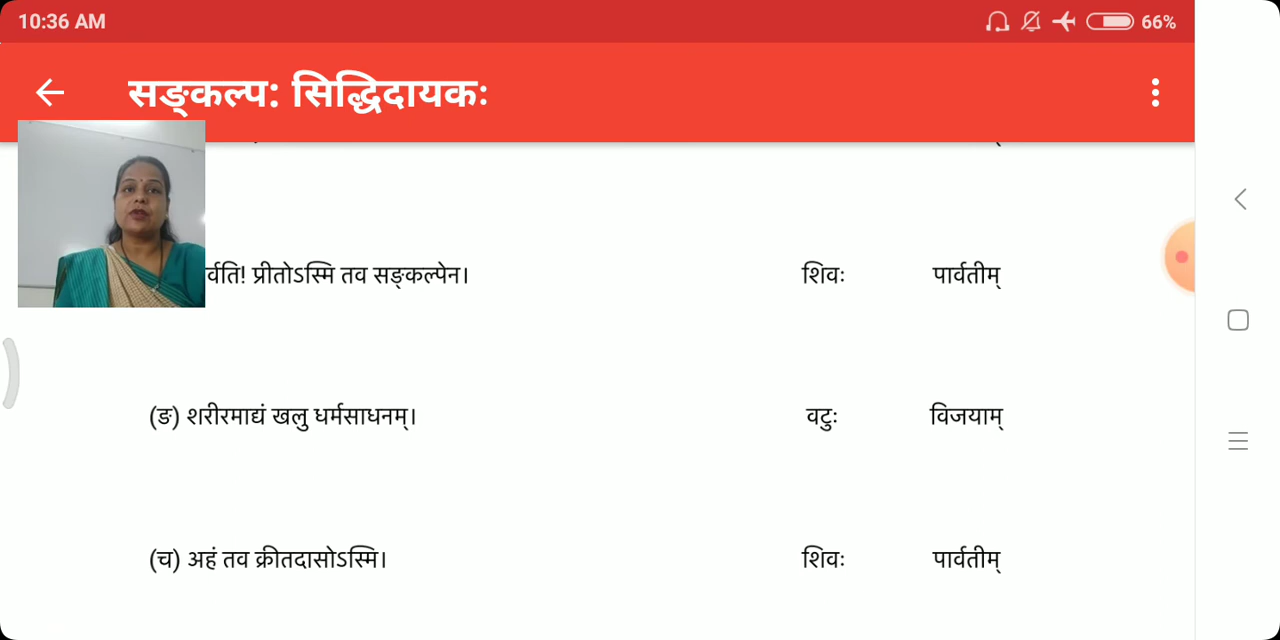 10:36 AM 66%
सङ्कल्प: सिद्धिदायकः
र्वति! प्रीतोऽस्मि तव सङ्कल्पेन। शिवः पार्वतीम्
(ङ) शरीरमाद्यं खलु धर्मसाधनम्। वटुः विजयाम्
(च) अहं तव क्रीतदासोऽस्मि। शिवः पार्वतीम्